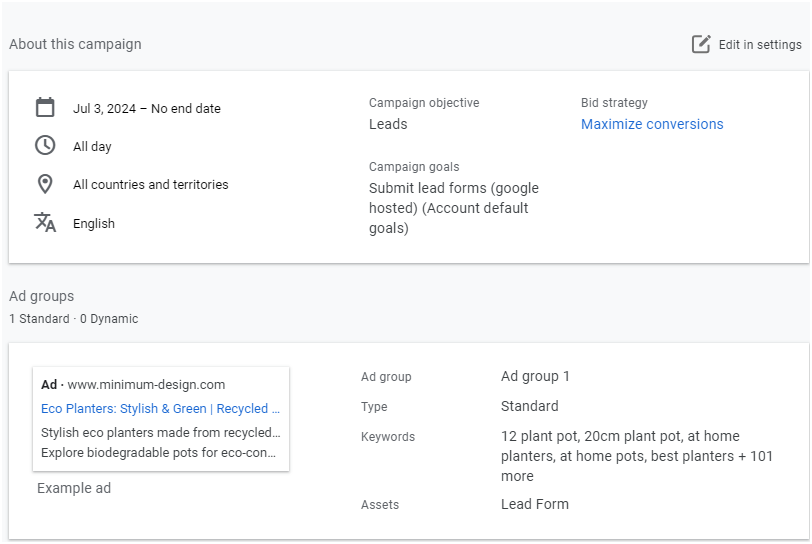 About this campaign
Edit in settings
Jul 3, 2024 – No end date
All day
All countries and territories
English
Campaign objective
Leads
Campaign goals
Submit lead forms (google
hosted) (Account default
goals)
Bid strategy
Maximize conversions
Ad groups
1 Standard · 0 Dynamic
Ad · www.minimum-design.com
Eco Planters: Stylish & Green | Recycled ...
Stylish eco planters made from recycled...
Explore biodegradable pots for eco-con...
Example ad
Ad group
Ad group 1
Type
Standard
Keywords
12 plant pot, 20cm plant pot, at home
planters, at home pots, best planters + 101
more
Assets
Lead Form